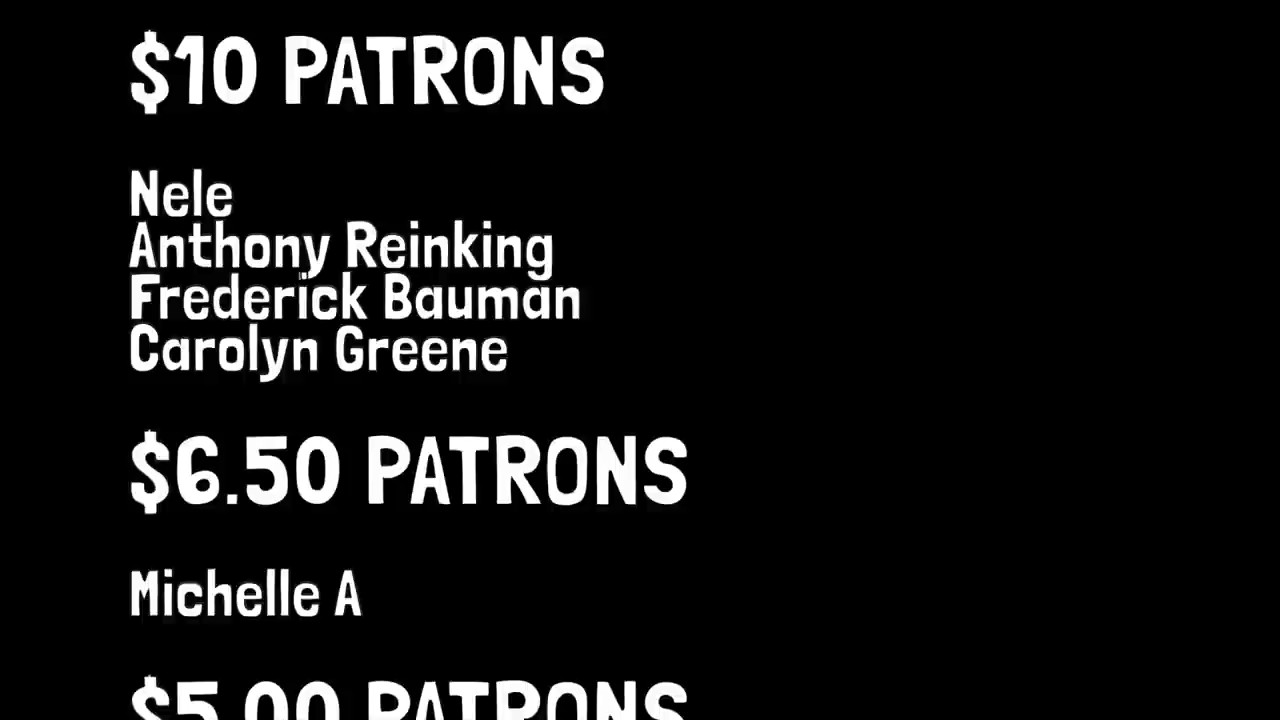 $10 PATRONS
Nele
Anthony Reinking
Frederick Bauman
Carolyn Greene
$6.50 PATRONS
Michelle A
$5.00 PATRONS